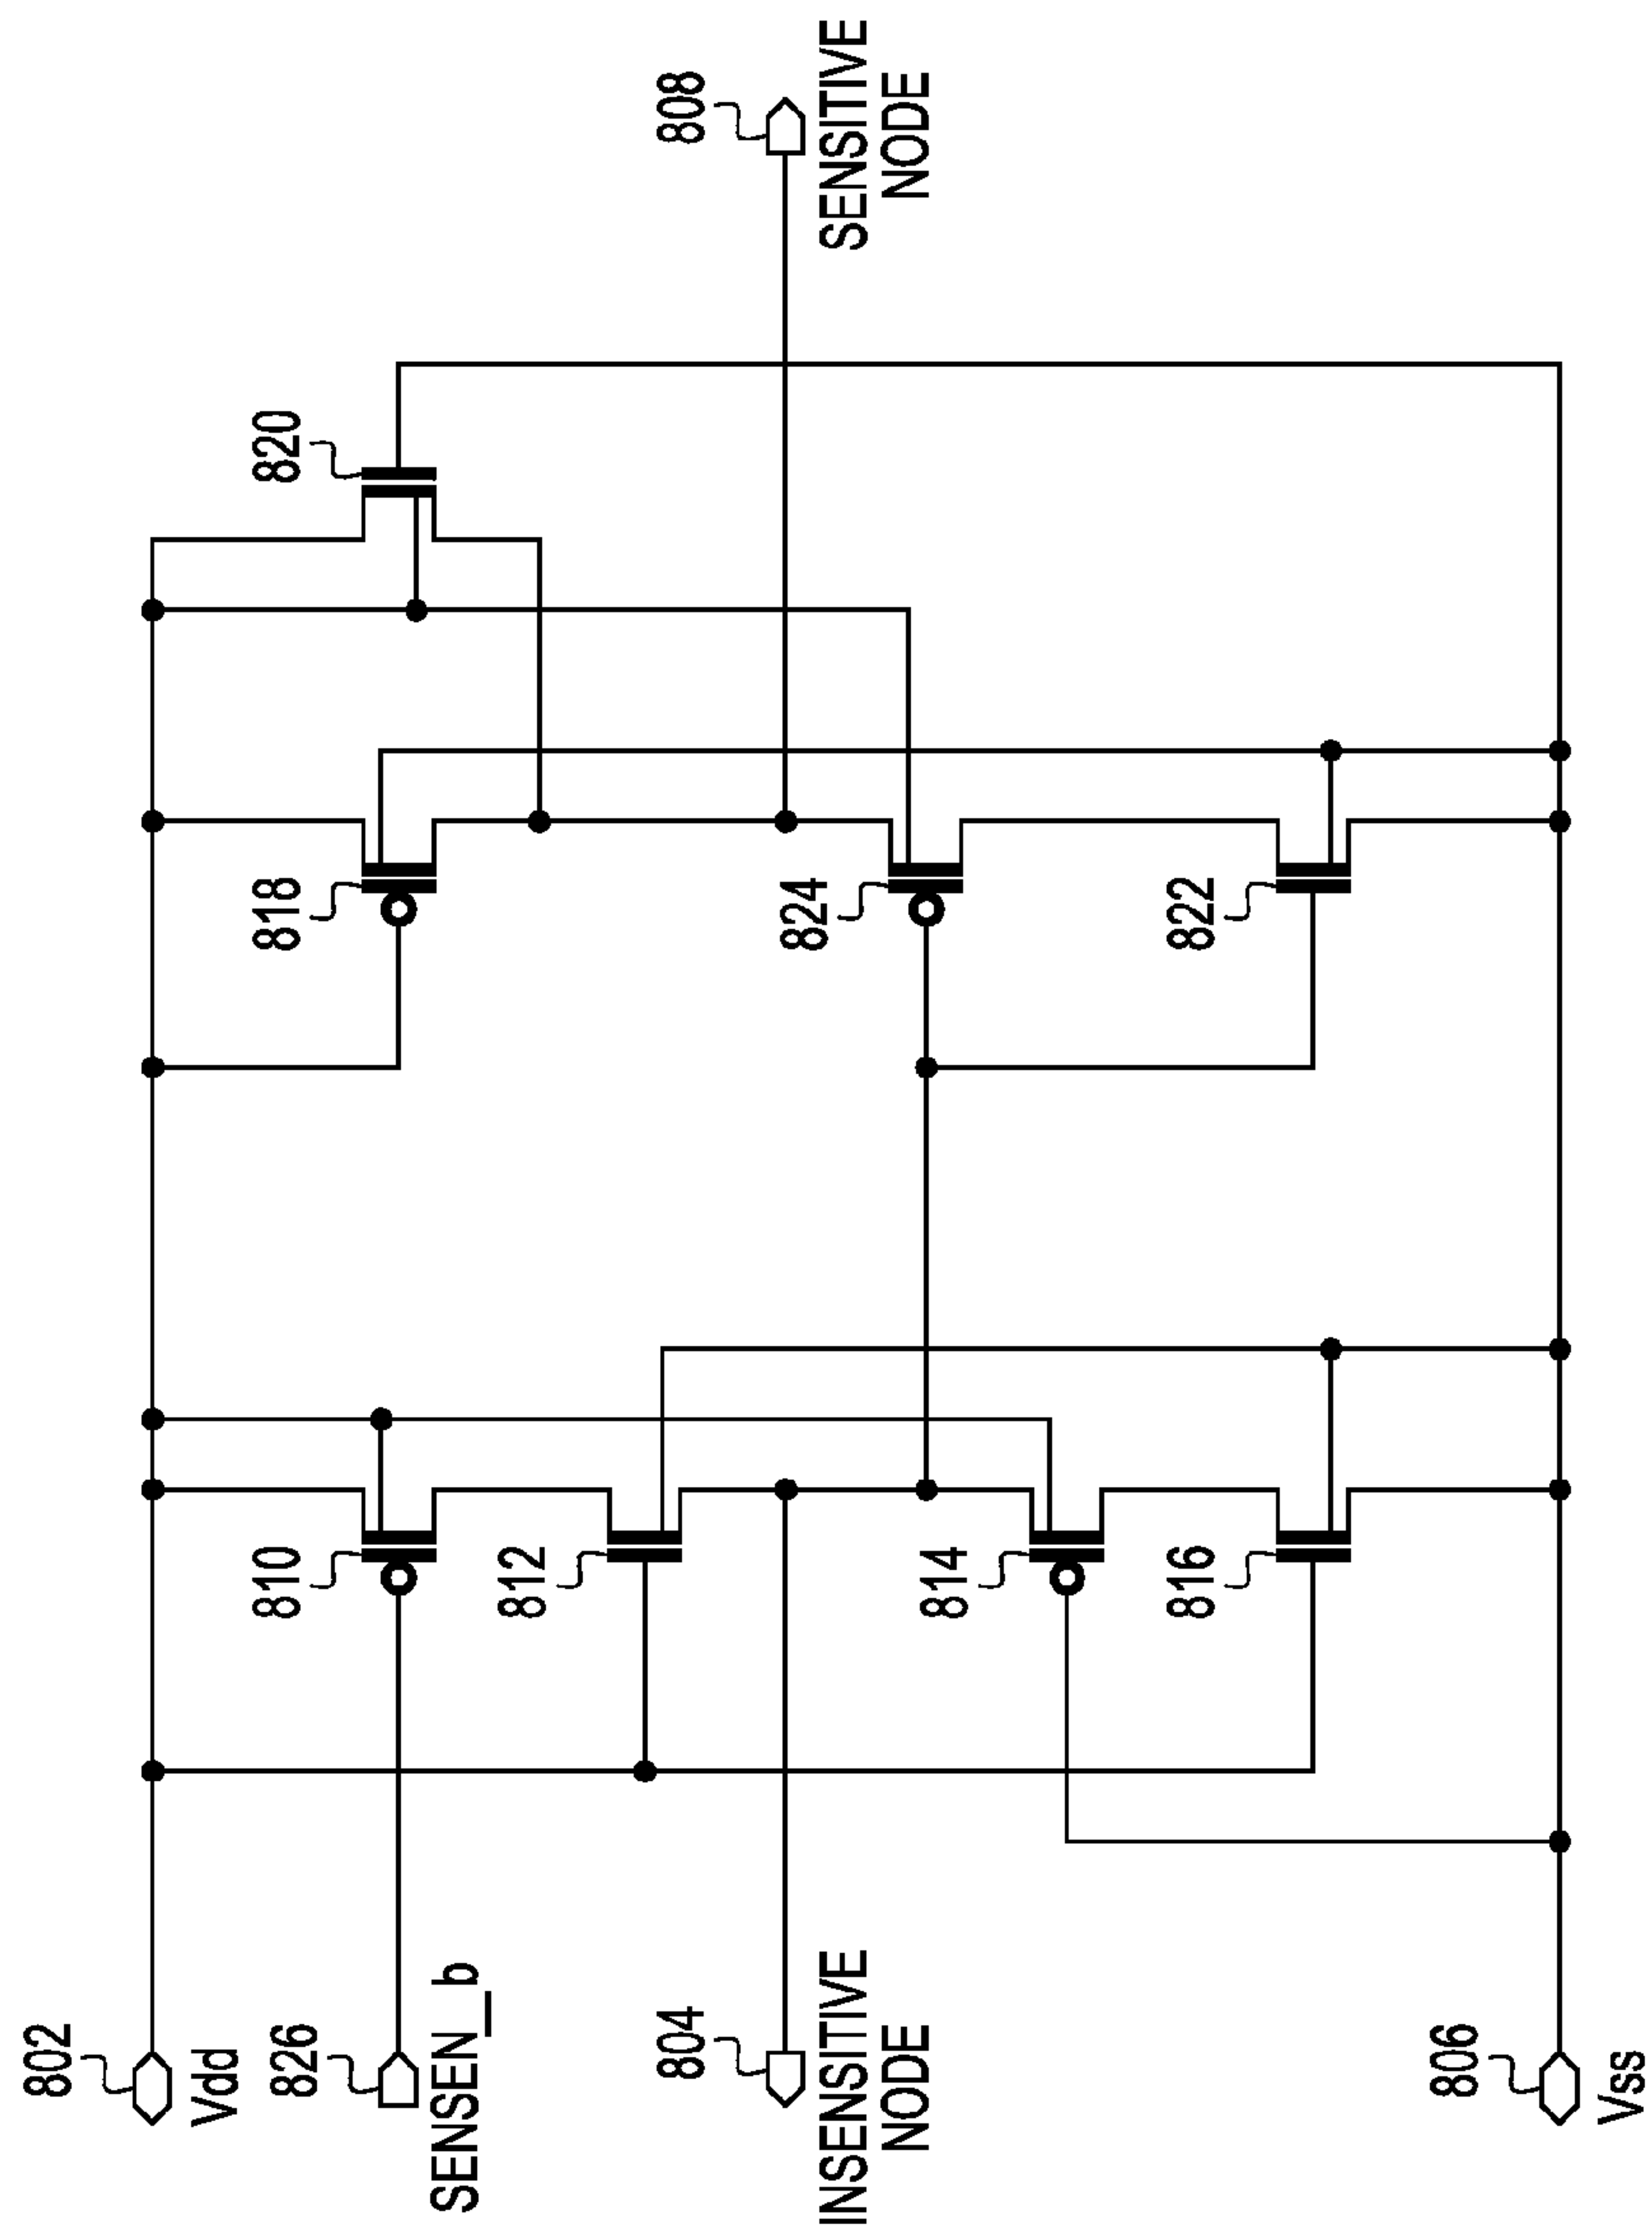 802
Vdd
826
SENSEN_b
804
INSENSITIVE
NODE
806
Vss
810
812
814
816
818
824
822
820
808
SENSITIVE
NODE